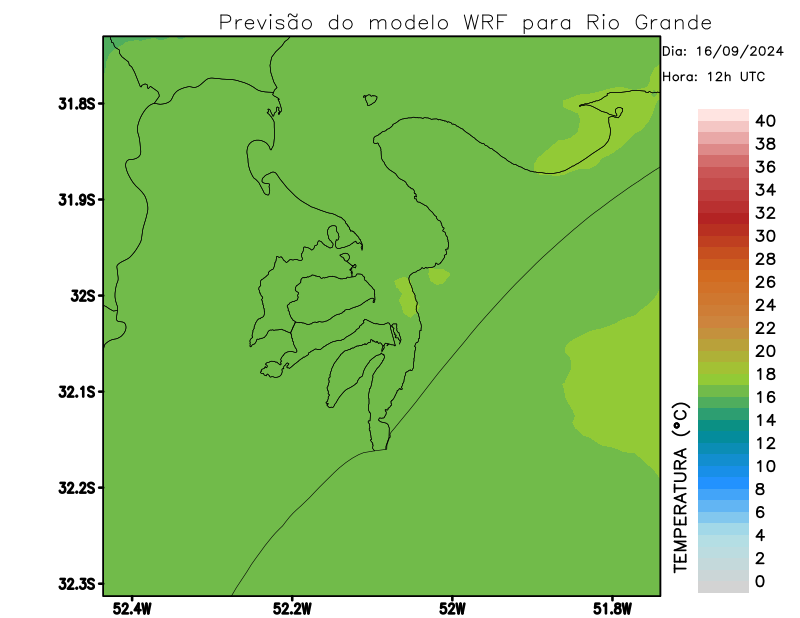 Previsão do modelo WRF para Rio Grande
Dia: 16/09/2024
Hora: 12h UTC
31.8S
31.9S
32S
32.1S
32.2S
32.3S
52.4W
52.2W
52W
51.8W
TEMPERATURA (°C)
40
38
36
34
32
30
28
26
24
22
20
18
16
14
12
10
8
6
4
2
0